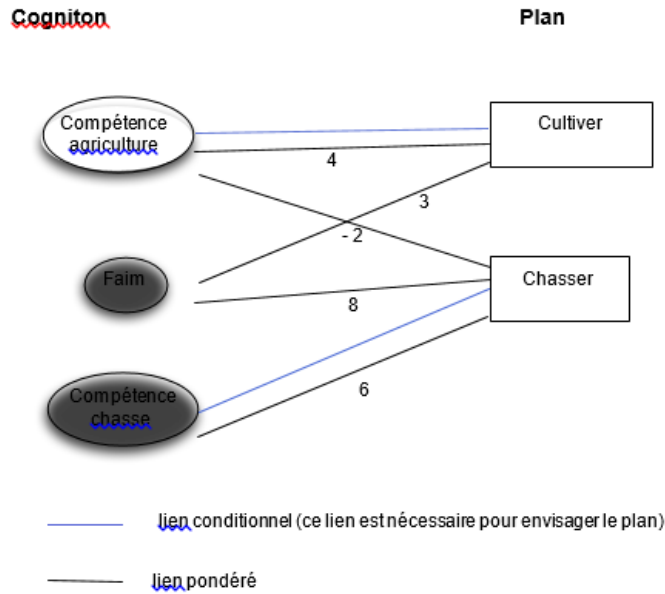 Cogniton
Plan
Compétence
agriculture
Cultiver
4
3
- 2
Faim
Chasser
8
Compétence
chasse
6
lien conditionnel (ce lien est nécessaire pour envisager le plan)
lien pondéré